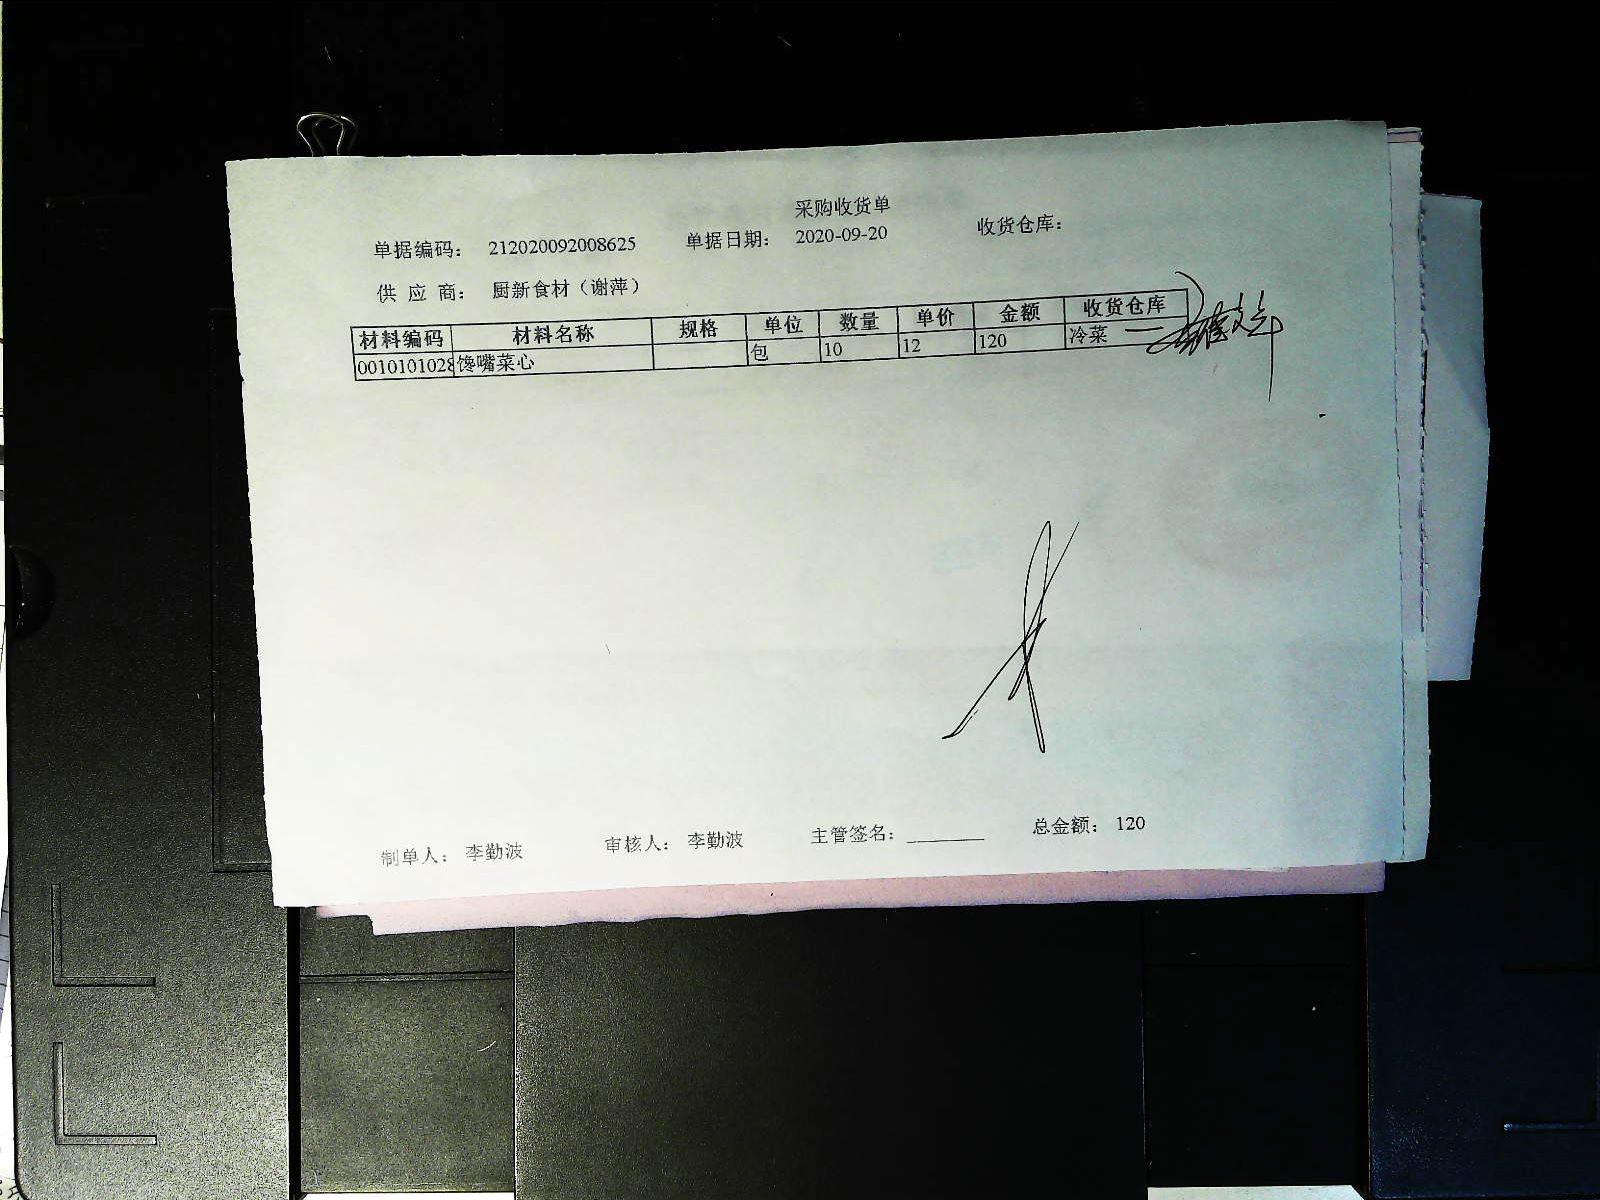 采购收货单
单据编码: 212020092008625 单据日期: 2020-09-20 收货仓库:
供 应 商: 厨新食材（谢萍）
材料编码 材料名称 规格 单位 数量 单价 金额 收货仓库
0010101028 馋嘴菜心 包 10 12 120 冷菜
制单人: 李勤波 审核人: 李勤波 主管签名: 总金额: 120